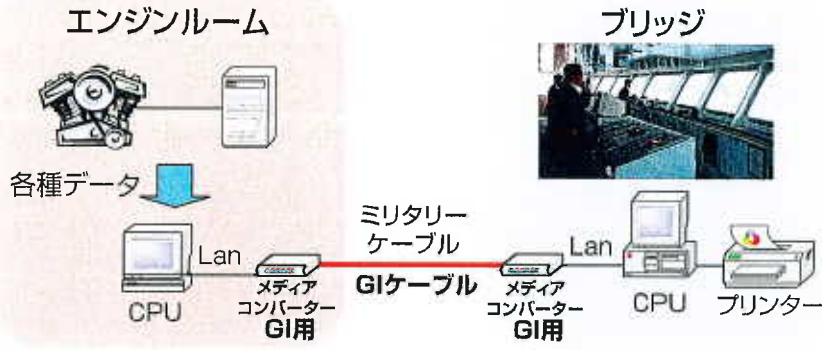 エンジンルーム
ブリッジ
各種データ
Lan
CPU
メディア
コンバーター
GI用
ミリタリー
ケーブル
GIケーブル
メディア
コンバーター
GI用
Lan
CPU
プリンター